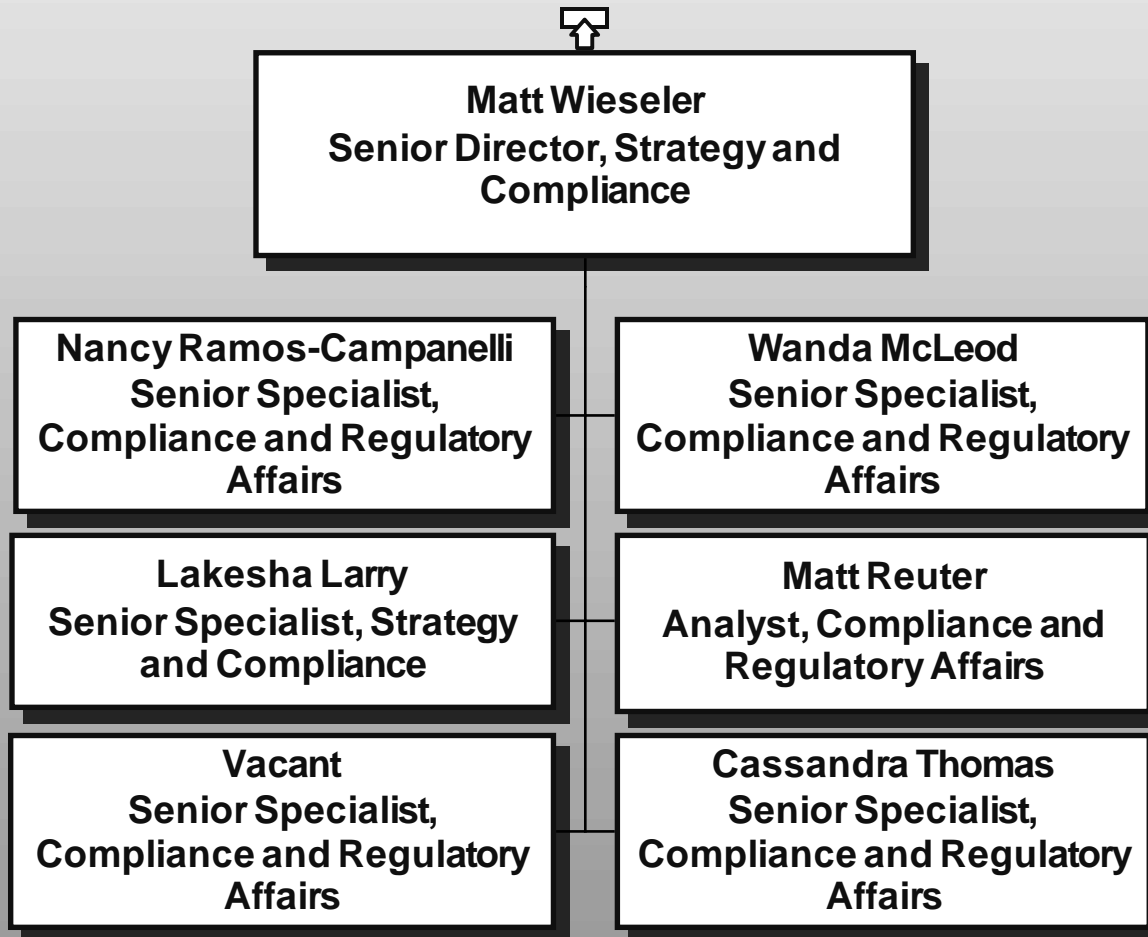 Matt Wieseler
Senior Director, Strategy and
Compliance
Nancy Ramos-Campanelli
Senior Specialist,
Compliance and Regulatory
Affairs
Wanda McLeod
Senior Specialist,
Compliance and Regulatory
Affairs
Lakesha Larry
Senior Specialist, Strategy
and Compliance
Matt Reuter
Analyst, Compliance and
Regulatory Affairs
Vacant
Senior Specialist,
Compliance and Regulatory
Affairs
Cassandra Thomas
Senior Specialist,
Compliance and Regulatory
Affairs